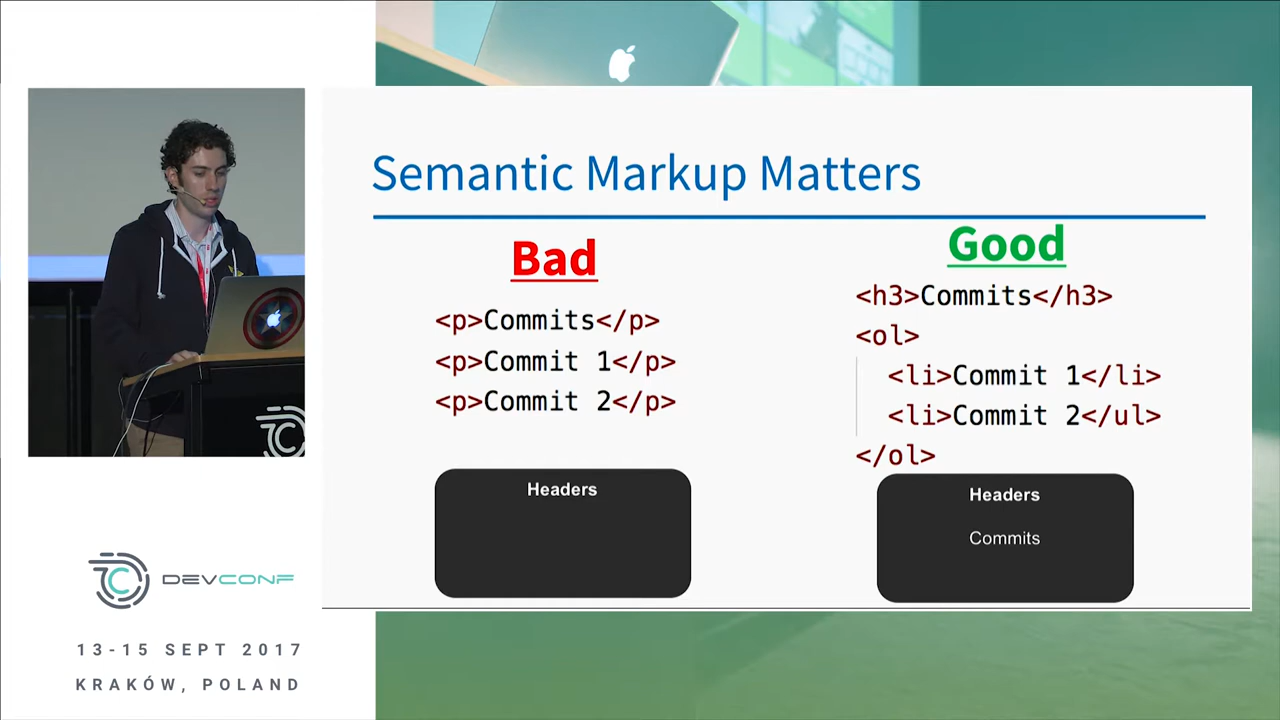 Semantic Markup Matters
Bad
<p>Commits</p>
<p>Commit 1</p>
<p>Commit 2</p>
Headers
Good
<h3>Commits</h3>
<ol>
<li>Commit 1</li>
<li>Commit 2</ul>
</ol>
Headers
Commits
DEVCONF
13-15 SEPT 2017
KRAKÓW, POLAND